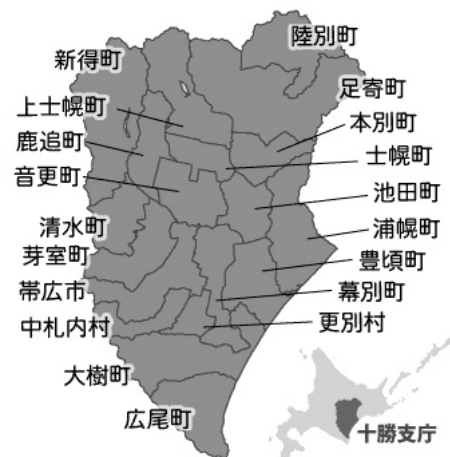 陸別町
新得町
足寄町
上士幌町
本別町
鹿追町
士幌町
音更町
池田町
清水町
浦幌町
芽室町
豊頃町
帯広市
幕別町
中札内村
更別村
大樹町
広尾町
十勝支庁